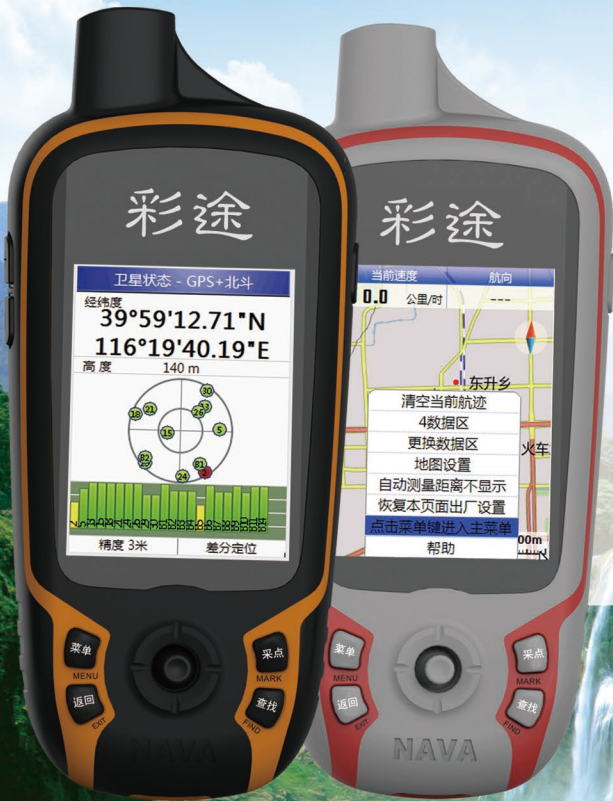 彩途
卫星状态 - GPS+北斗
经纬度
39°59'12.71"N
116°19'40.19"E
高度 140 m
30
21
18
26
15
5
24
精度 3米
差分定位
菜单
MENU
采点
MARK
返回
EXIT
查找
FIND
NAVA
彩途
当前速度
航向
0.0 公里/时
---
东升乡
火车
清空当前航迹
4数据区
更换数据区
地图设置
自动测量距离不显示
恢复本页面出厂设置
点击菜单键进入主菜单
帮助
00m
菜单
MENU
采点
MARK
返回
EXIT
查找
FIND
NAVA